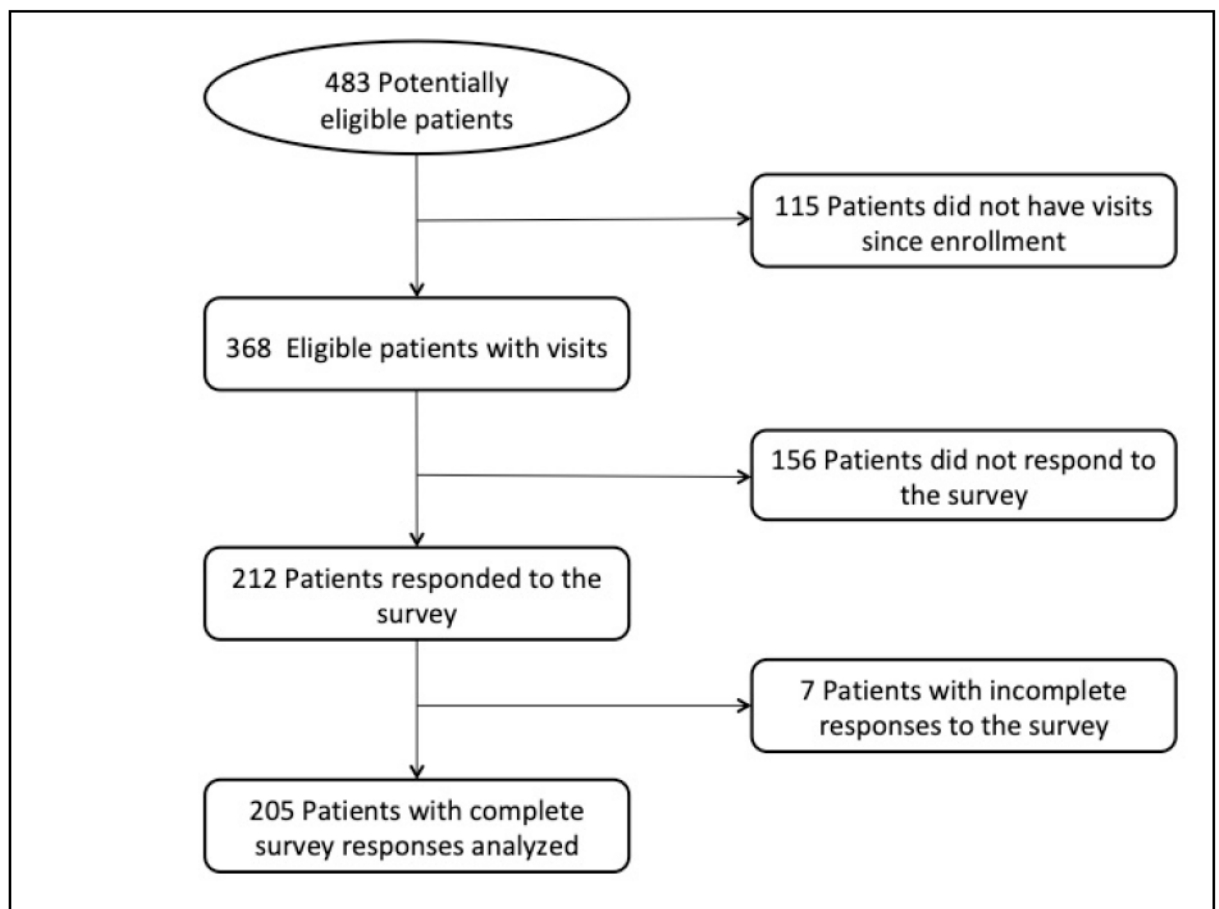 483 Potentially
eligible patients
115 Patients did not have visits
since enrollment
368 Eligible patients with visits
156 Patients did not respond to
the survey
212 Patients responded to the
survey
7 Patients with incomplete
responses to the survey
205 Patients with complete
survey responses analyzed